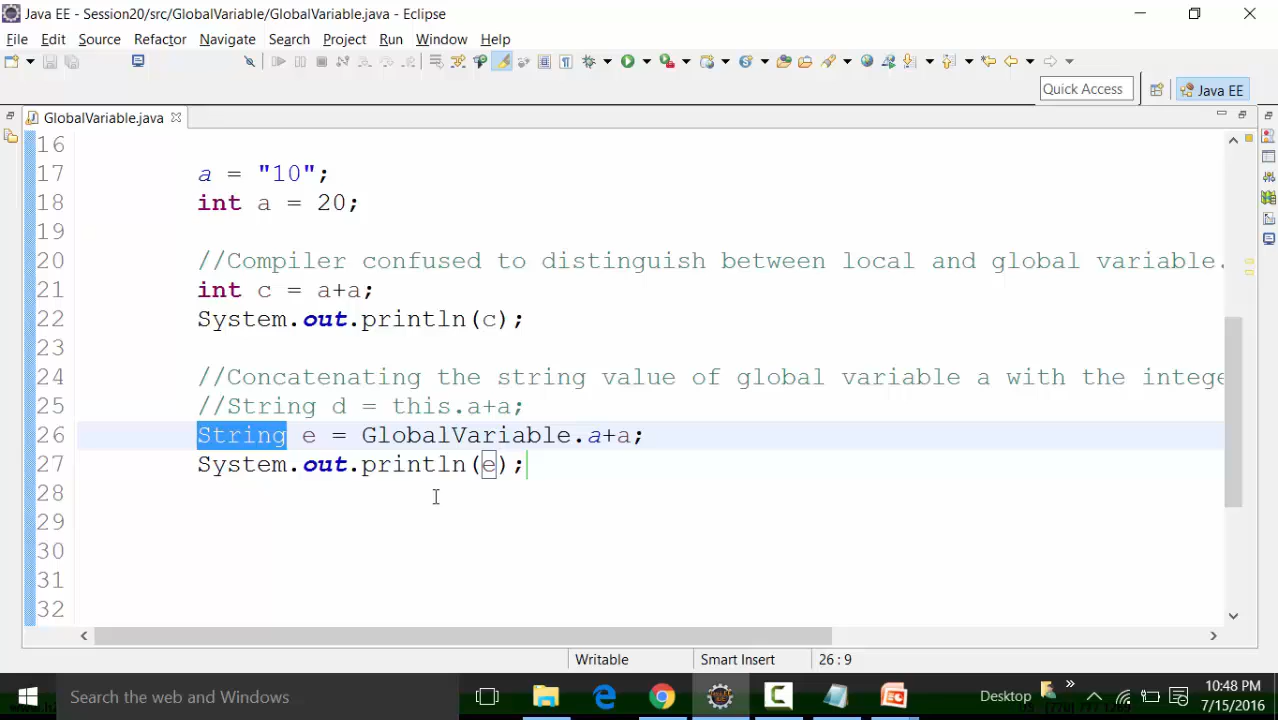 Java EE - Session20/src/GlobalVariable/GlobalVariable.java - Eclipse
File Edit Source Refactor Navigate Search Project Run Window Help
Quick Access
Java EE
GlobalVariable.java
16
17 a = "10";
18 int a = 20;
19
20 //Compiler confused to distinguish between local and global variable.
21 int c = a+a;
22 System.out.println(c);
23
24 //Concatenating the string value of global variable a with the intege
25 //String d = this.a+a;
26 String e = GlobalVariable.a+a;
27 System.out.println(e);
28
29
30
31
32
Writable Smart Insert 26 : 9
Search the web and Windows
Desktop
10:48 PM
7/15/2016